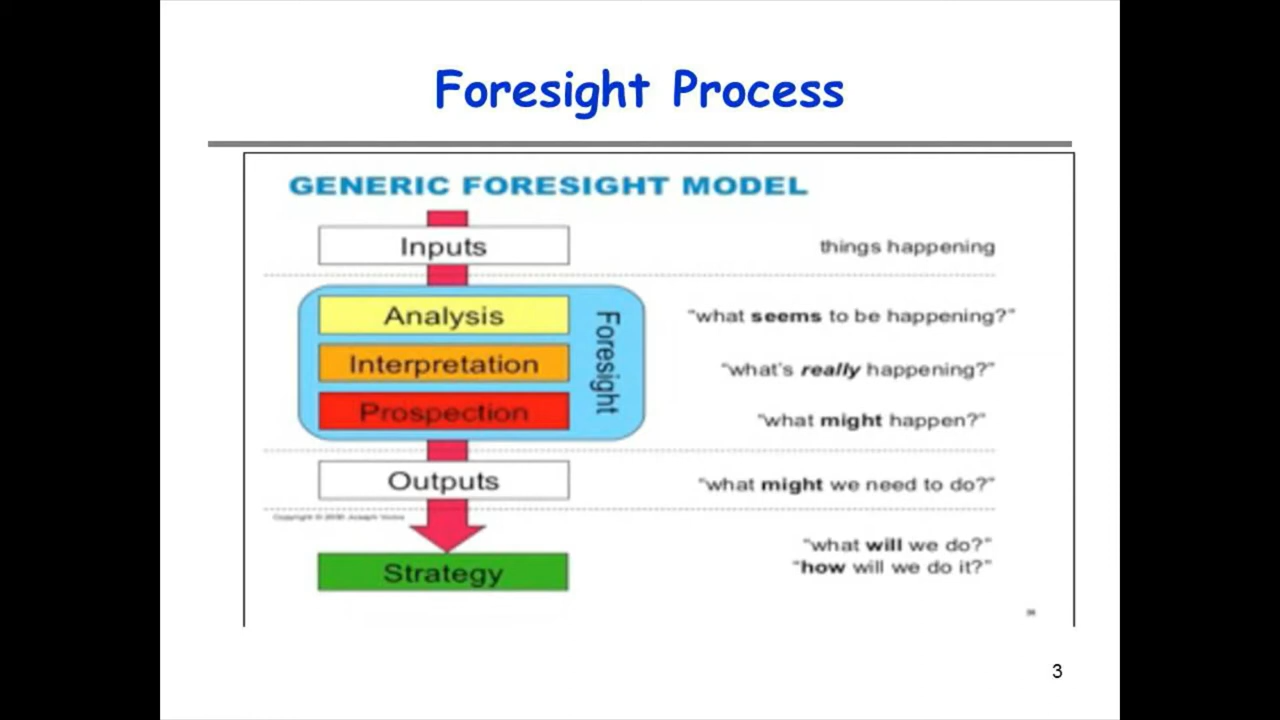 Foresight Process
GENERIC FORESIGHT MODEL
Inputs
things happening
Analysis
"what seems to be happening?"
Interpretation
"what's really happening?"
Prospection
"what might happen?"
Foresight
Outputs
"what might we need to do?"
Copyright ©
Joseph
Strategy
"what will we do?"
"how will we do it?"
3